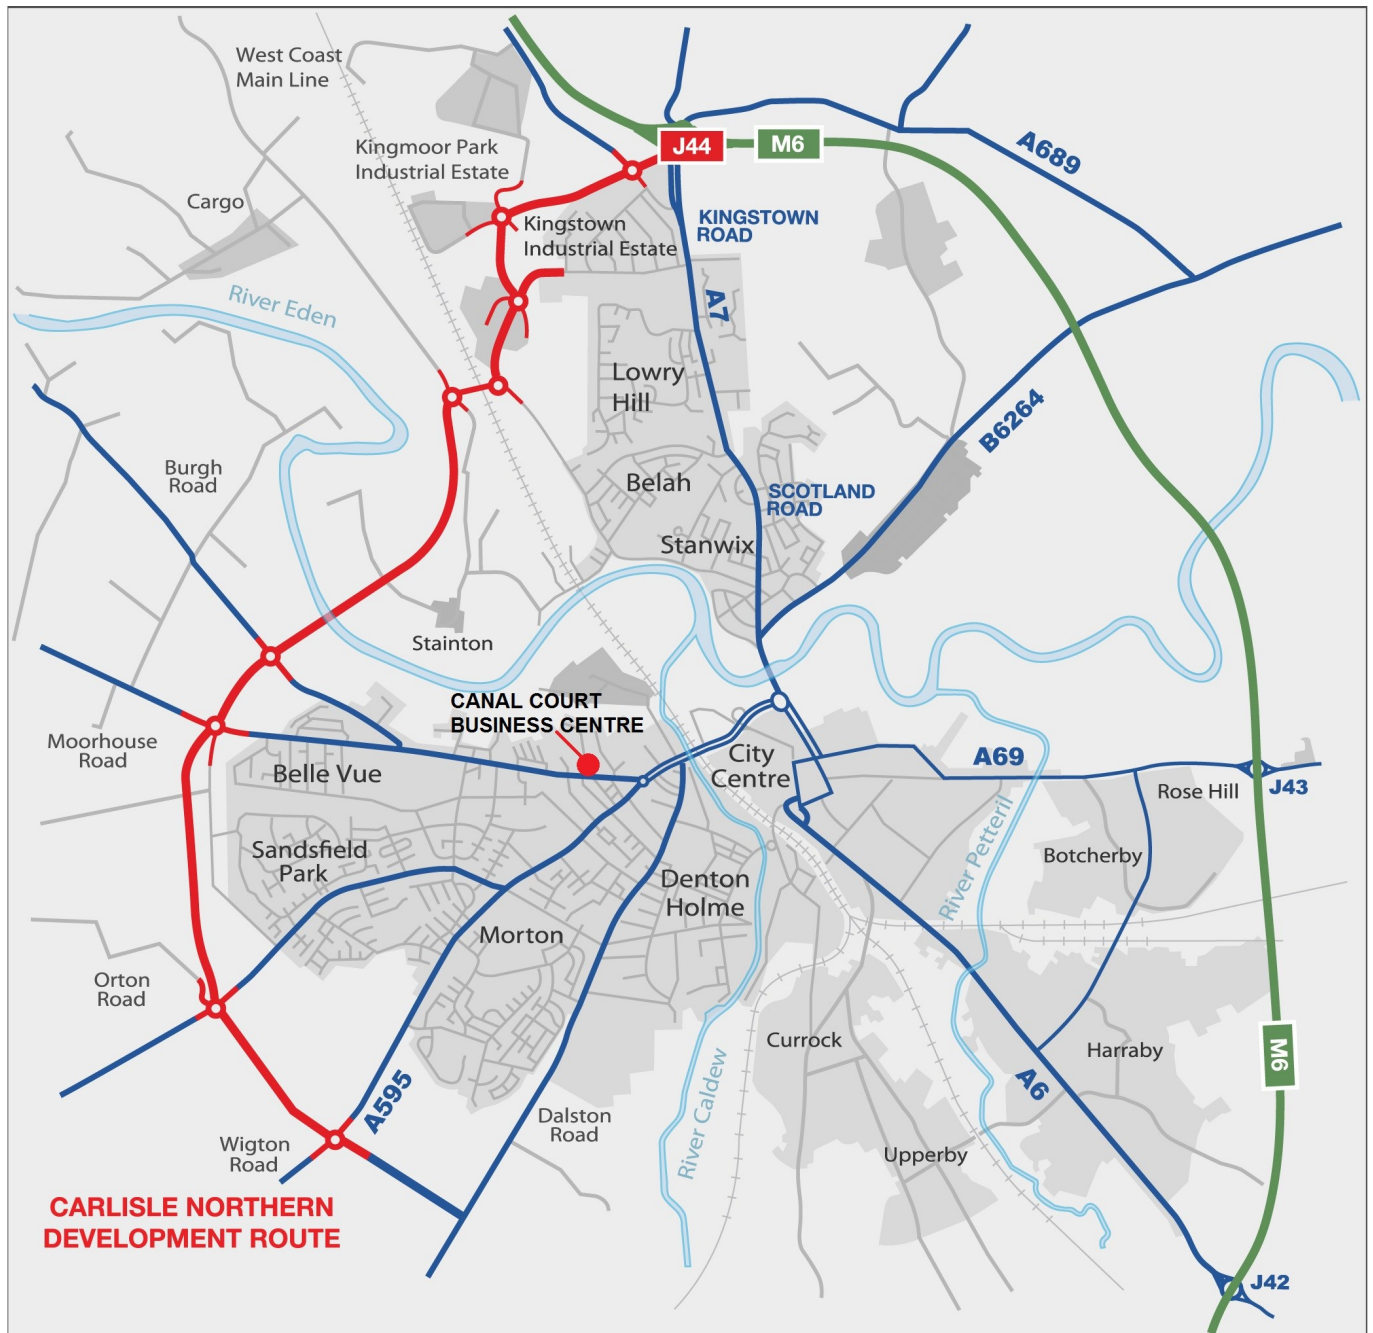 West Coast
Main Line
Kingmoor Park
Industrial Estate
J44
M6
A689
Cargo
KINGSTOWN
ROAD
Kingstown
Industrial Estate
River Eden
A7
Lowry
Hill
B6264
Burgh
Road
Belah
SCOTLAND
ROAD
Stanwix
Stainton
CANAL COURT
BUSINESS CENTRE
Moorhouse
Road
Belle Vue
City
Centre
A69
Rose Hill
J43
Sandsfield
Park
River Petteril
Botcherby
Denton
Holme
Morton
Orton
Road
Currock
Harraby
M6
A6
A595
River Caldew
Dalston
Road
Wigton
Road
Upperby
CARLISLE NORTHERN
DEVELOPMENT ROUTE
J42